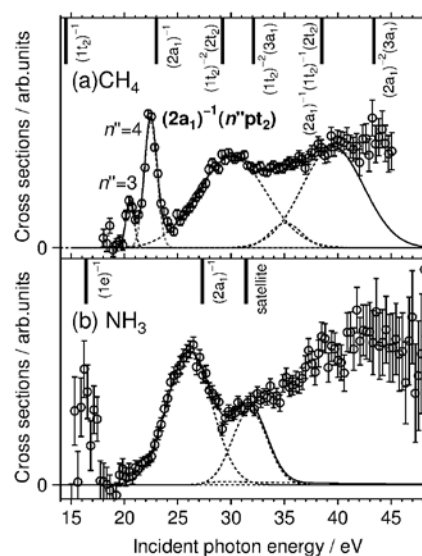 (1t₂)⁻¹
(2a₁)⁻¹
(1t₂)⁻²(2t₂)
(1t₂)⁻²(3a₁)
(2a₁)⁻¹(1t₂)⁻¹(2t₂)
(2a₁)⁻²(3a₁)
(a)CH₄
(2a₁)⁻¹(n"pt₂)
n"=4
n"=3
Cross sections / arb.units
0
(1e)⁻¹
(2a₁)⁻¹
satellite
(b) NH₃
Cross sections / arb.units
0
15 20 25 30 35 40 45
Incident photon energy / eV